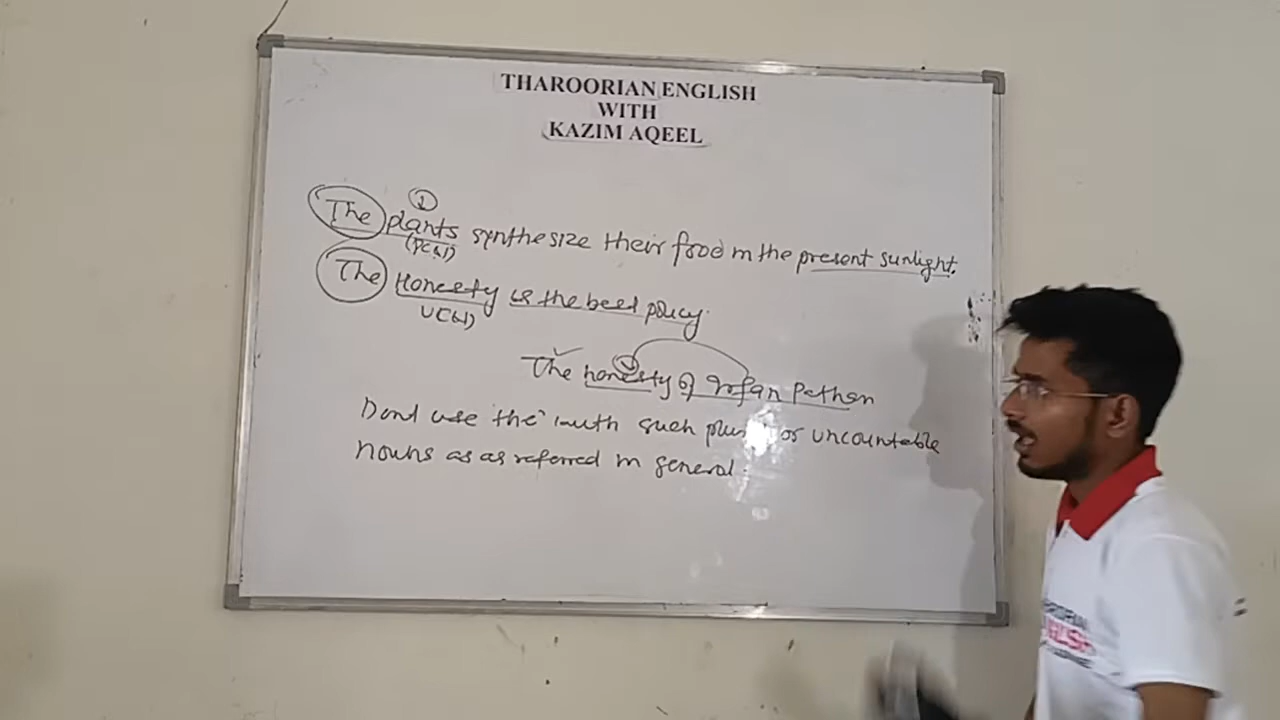 THAROORIAN ENGLISH
WITH
KAZIM AQEEL
①
The plants synthesize their food in the present sunlight.
The Honesty is the best policy.
The honesty of Irfan Pathan
Dont use 'the' with such plural or uncountable
nouns as as referred in general.
ENGLISH